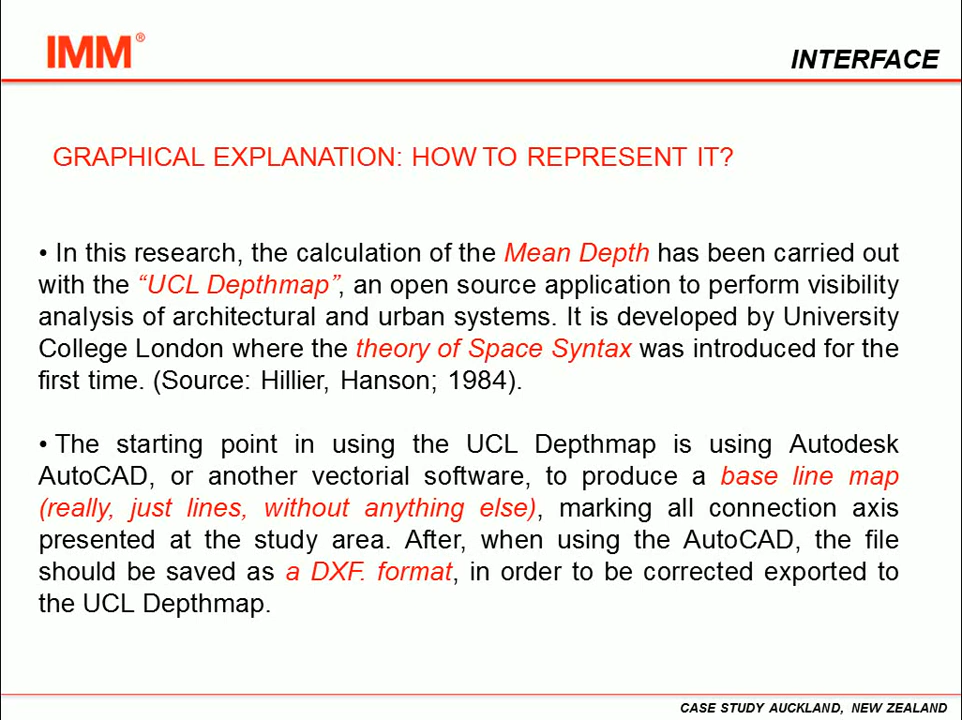 IMM®
INTERFACE
GRAPHICAL EXPLANATION: HOW TO REPRESENT IT?
• In this research, the calculation of the Mean Depth has been carried out
with the “UCL Depthmap”, an open source application to perform visibility
analysis of architectural and urban systems. It is developed by University
College London where the theory of Space Syntax was introduced for the
first time. (Source: Hillier, Hanson; 1984).
• The starting point in using the UCL Depthmap is using Autodesk
AutoCAD, or another vectorial software, to produce a base line map
(really, just lines, without anything else), marking all connection axis
presented at the study area. After, when using the AutoCAD, the file
should be saved as a DXF. format, in order to be corrected exported to
the UCL Depthmap.
CASE STUDY AUCKLAND, NEW ZEALAND